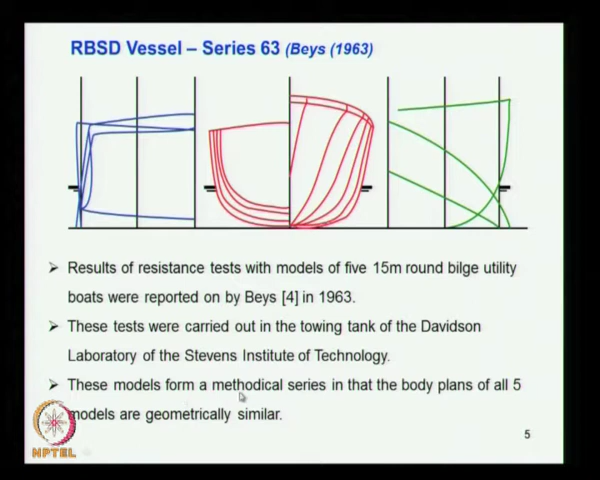 RBSD Vessel – Series 63 (Beys (1963)
➢ Results of resistance tests with models of five 15m round bilge utility
boats were reported on by Beys [4] in 1963.
➢ These tests were carried out in the towing tank of the Davidson
Laboratory of the Stevens Institute of Technology.
➢ These models form a methodical series in that the body plans of all 5
models are geometrically similar.
5
NPTEL